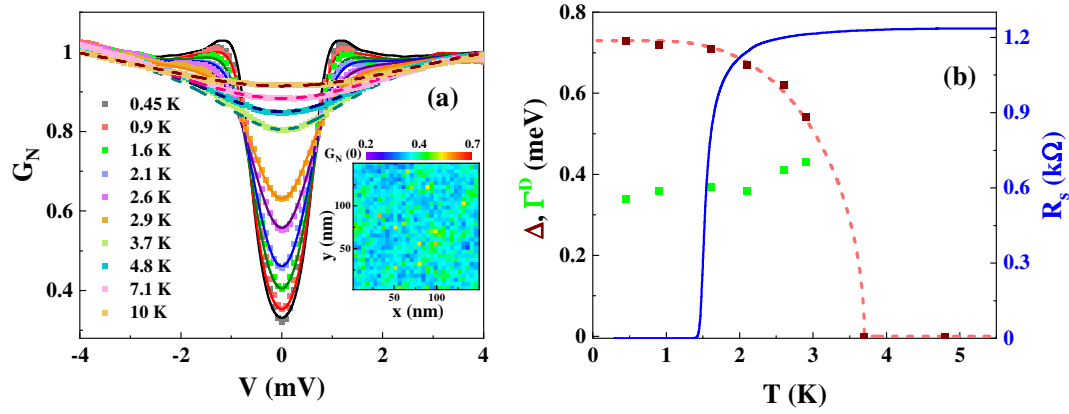 (a)
G_N
1
0.8
0.6
0.4
0.45 K
0.9 K
1.6 K
2.1 K
2.6 K
2.9 K
3.7 K
4.8 K
7.1 K
10 K
G_N (0)
0.2 0.4 0.7
y (nm)
150
100
50
50 100
x (nm)
-4 -2 0 2 4
V (mV)
(b)
Δ, Γ^D (meV)
0.8
0.6
0.4
0.2
0
0 1 2 3 4 5
T (K)
1.2
0.9
0.6
0.3
0
R_s (kΩ)